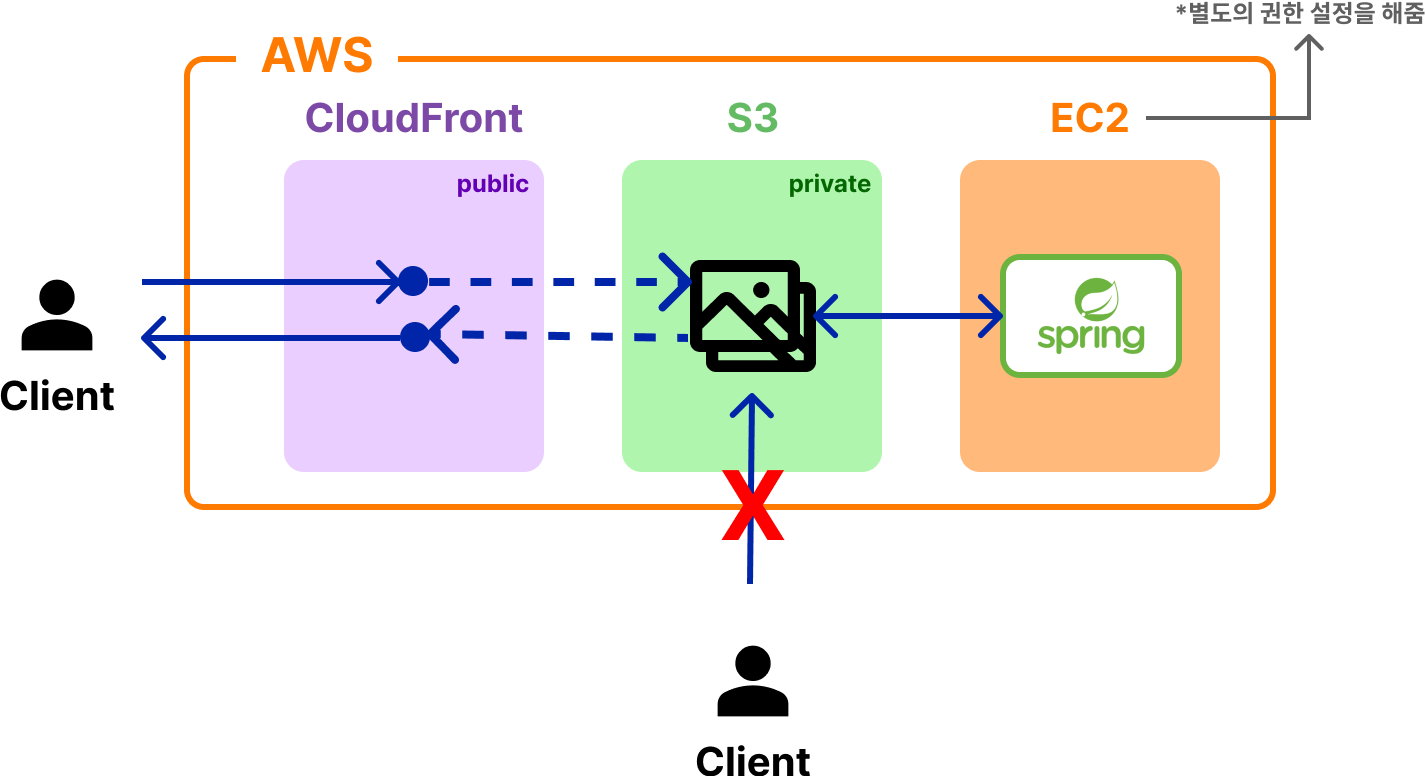 *별도의 권한 설정을 해줌
AWS
CloudFront
S3
EC2
public
private
spring
Client
X
Client